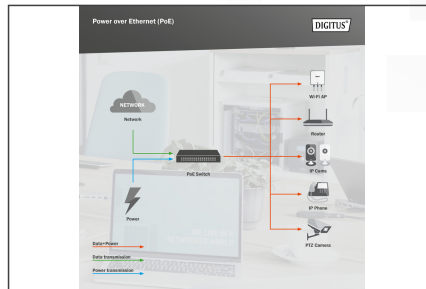 Power over Ethernet (PoE)
DIGITUS®
NETWORK
Network
PoE Switch
Power
Wi-Fi AP
Router
IP Cams
IP Phone
PTZ Camera
Data+Power
Data transmission
Power transmission